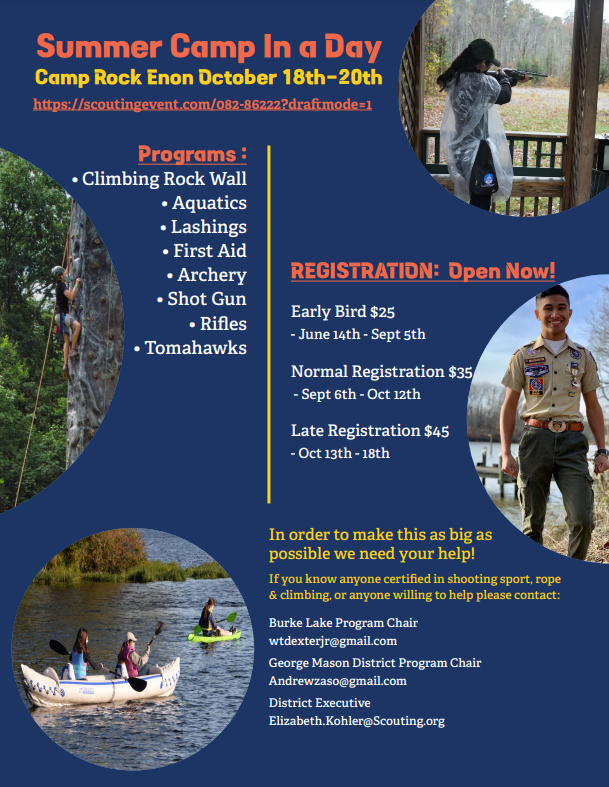 Summer Camp In a Day
Camp Rock Enon October 18th-20th
https://scoutingevent.com/082-86222?draftmode=1
Programs :
• Climbing Rock Wall
• Aquatics
• Lashings
• First Aid
• Archery
• Shot Gun
• Rifles
• Tomahawks
REGISTRATION: Open Now!
Early Bird $25
- June 14th - Sept 5th
Normal Registration $35
- Sept 6th - Oct 12th
Late Registration $45
- Oct 13th - 18th
In order to make this as big as
possible we need your help!
If you know anyone certified in shooting sport, rope
& climbing, or anyone willing to help please contact:
Burke Lake Program Chair
wtdexterjr@gmail.com
George Mason District Program Chair
Andrewzaso@gmail.com
District Executive
Elizabeth.Kohler@Scouting.org